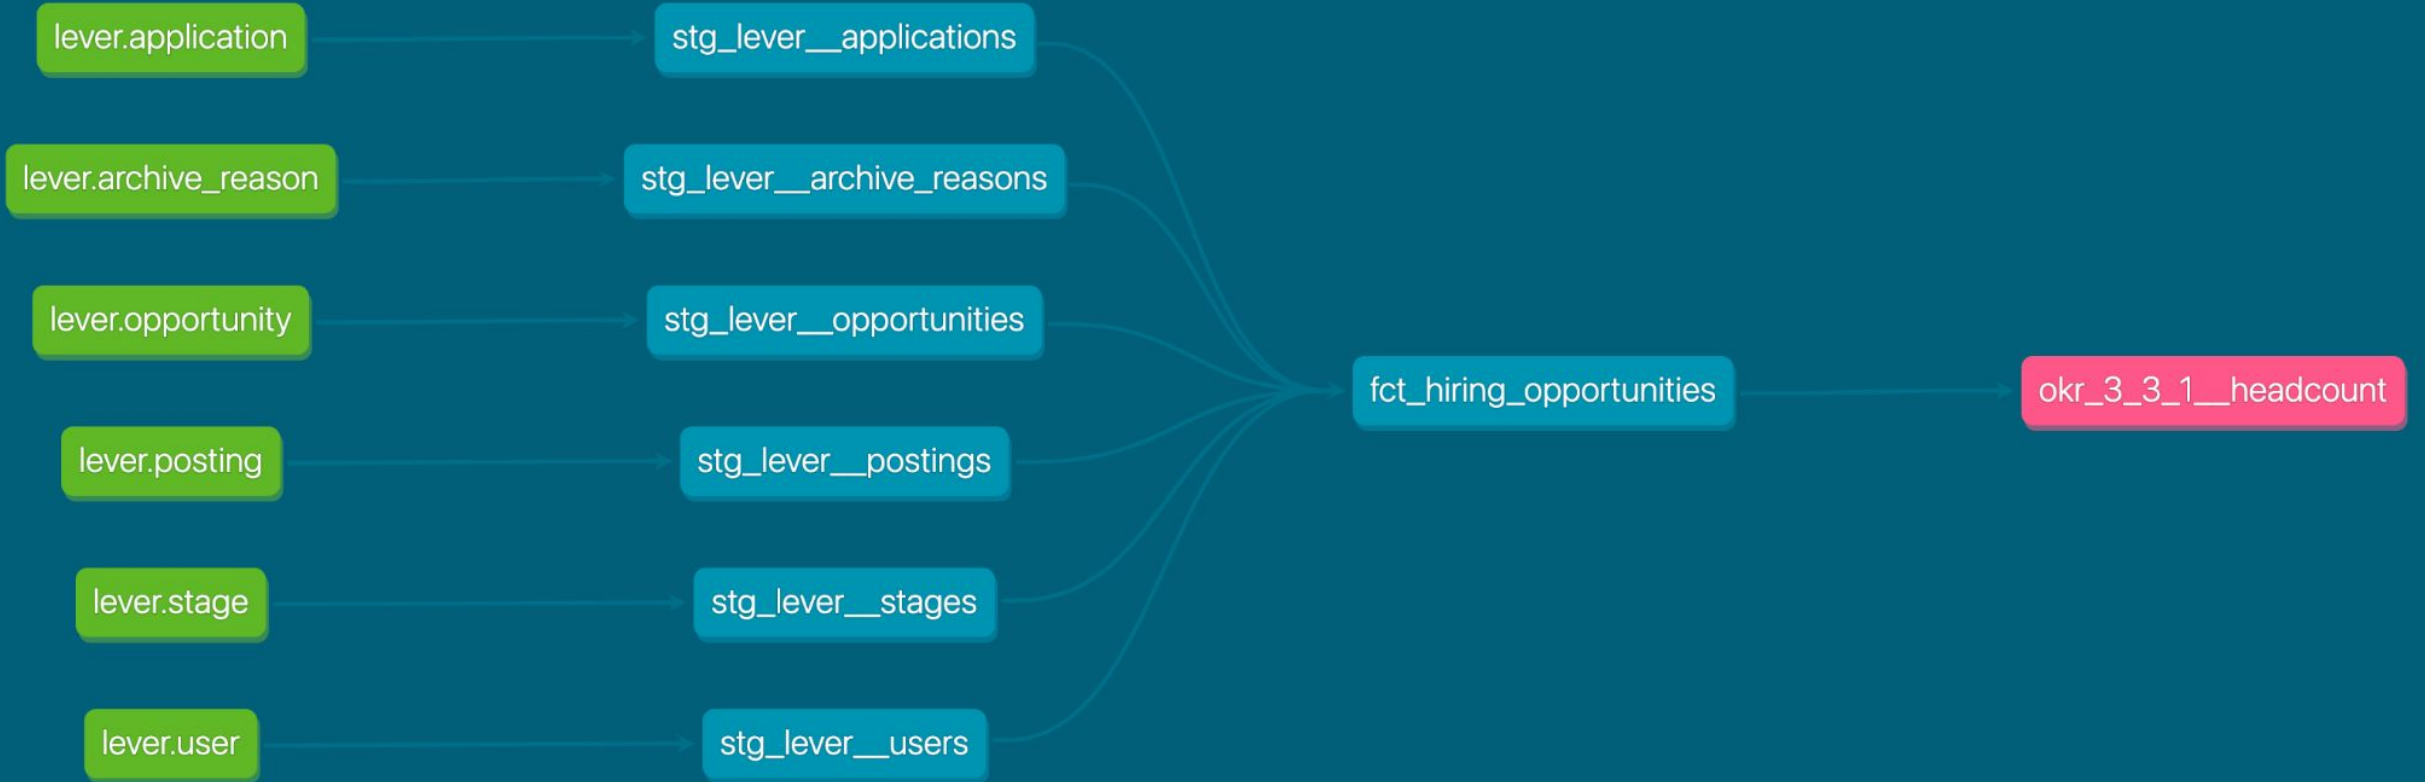 lever.application
stg_lever__applications
lever.archive_reason
stg_lever__archive_reasons
lever.opportunity
stg_lever__opportunities
fct_hiring_opportunities
okr_3_3_1__headcount
lever.posting
stg_lever__postings
lever.stage
stg_lever__stages
lever.user
stg_lever__users